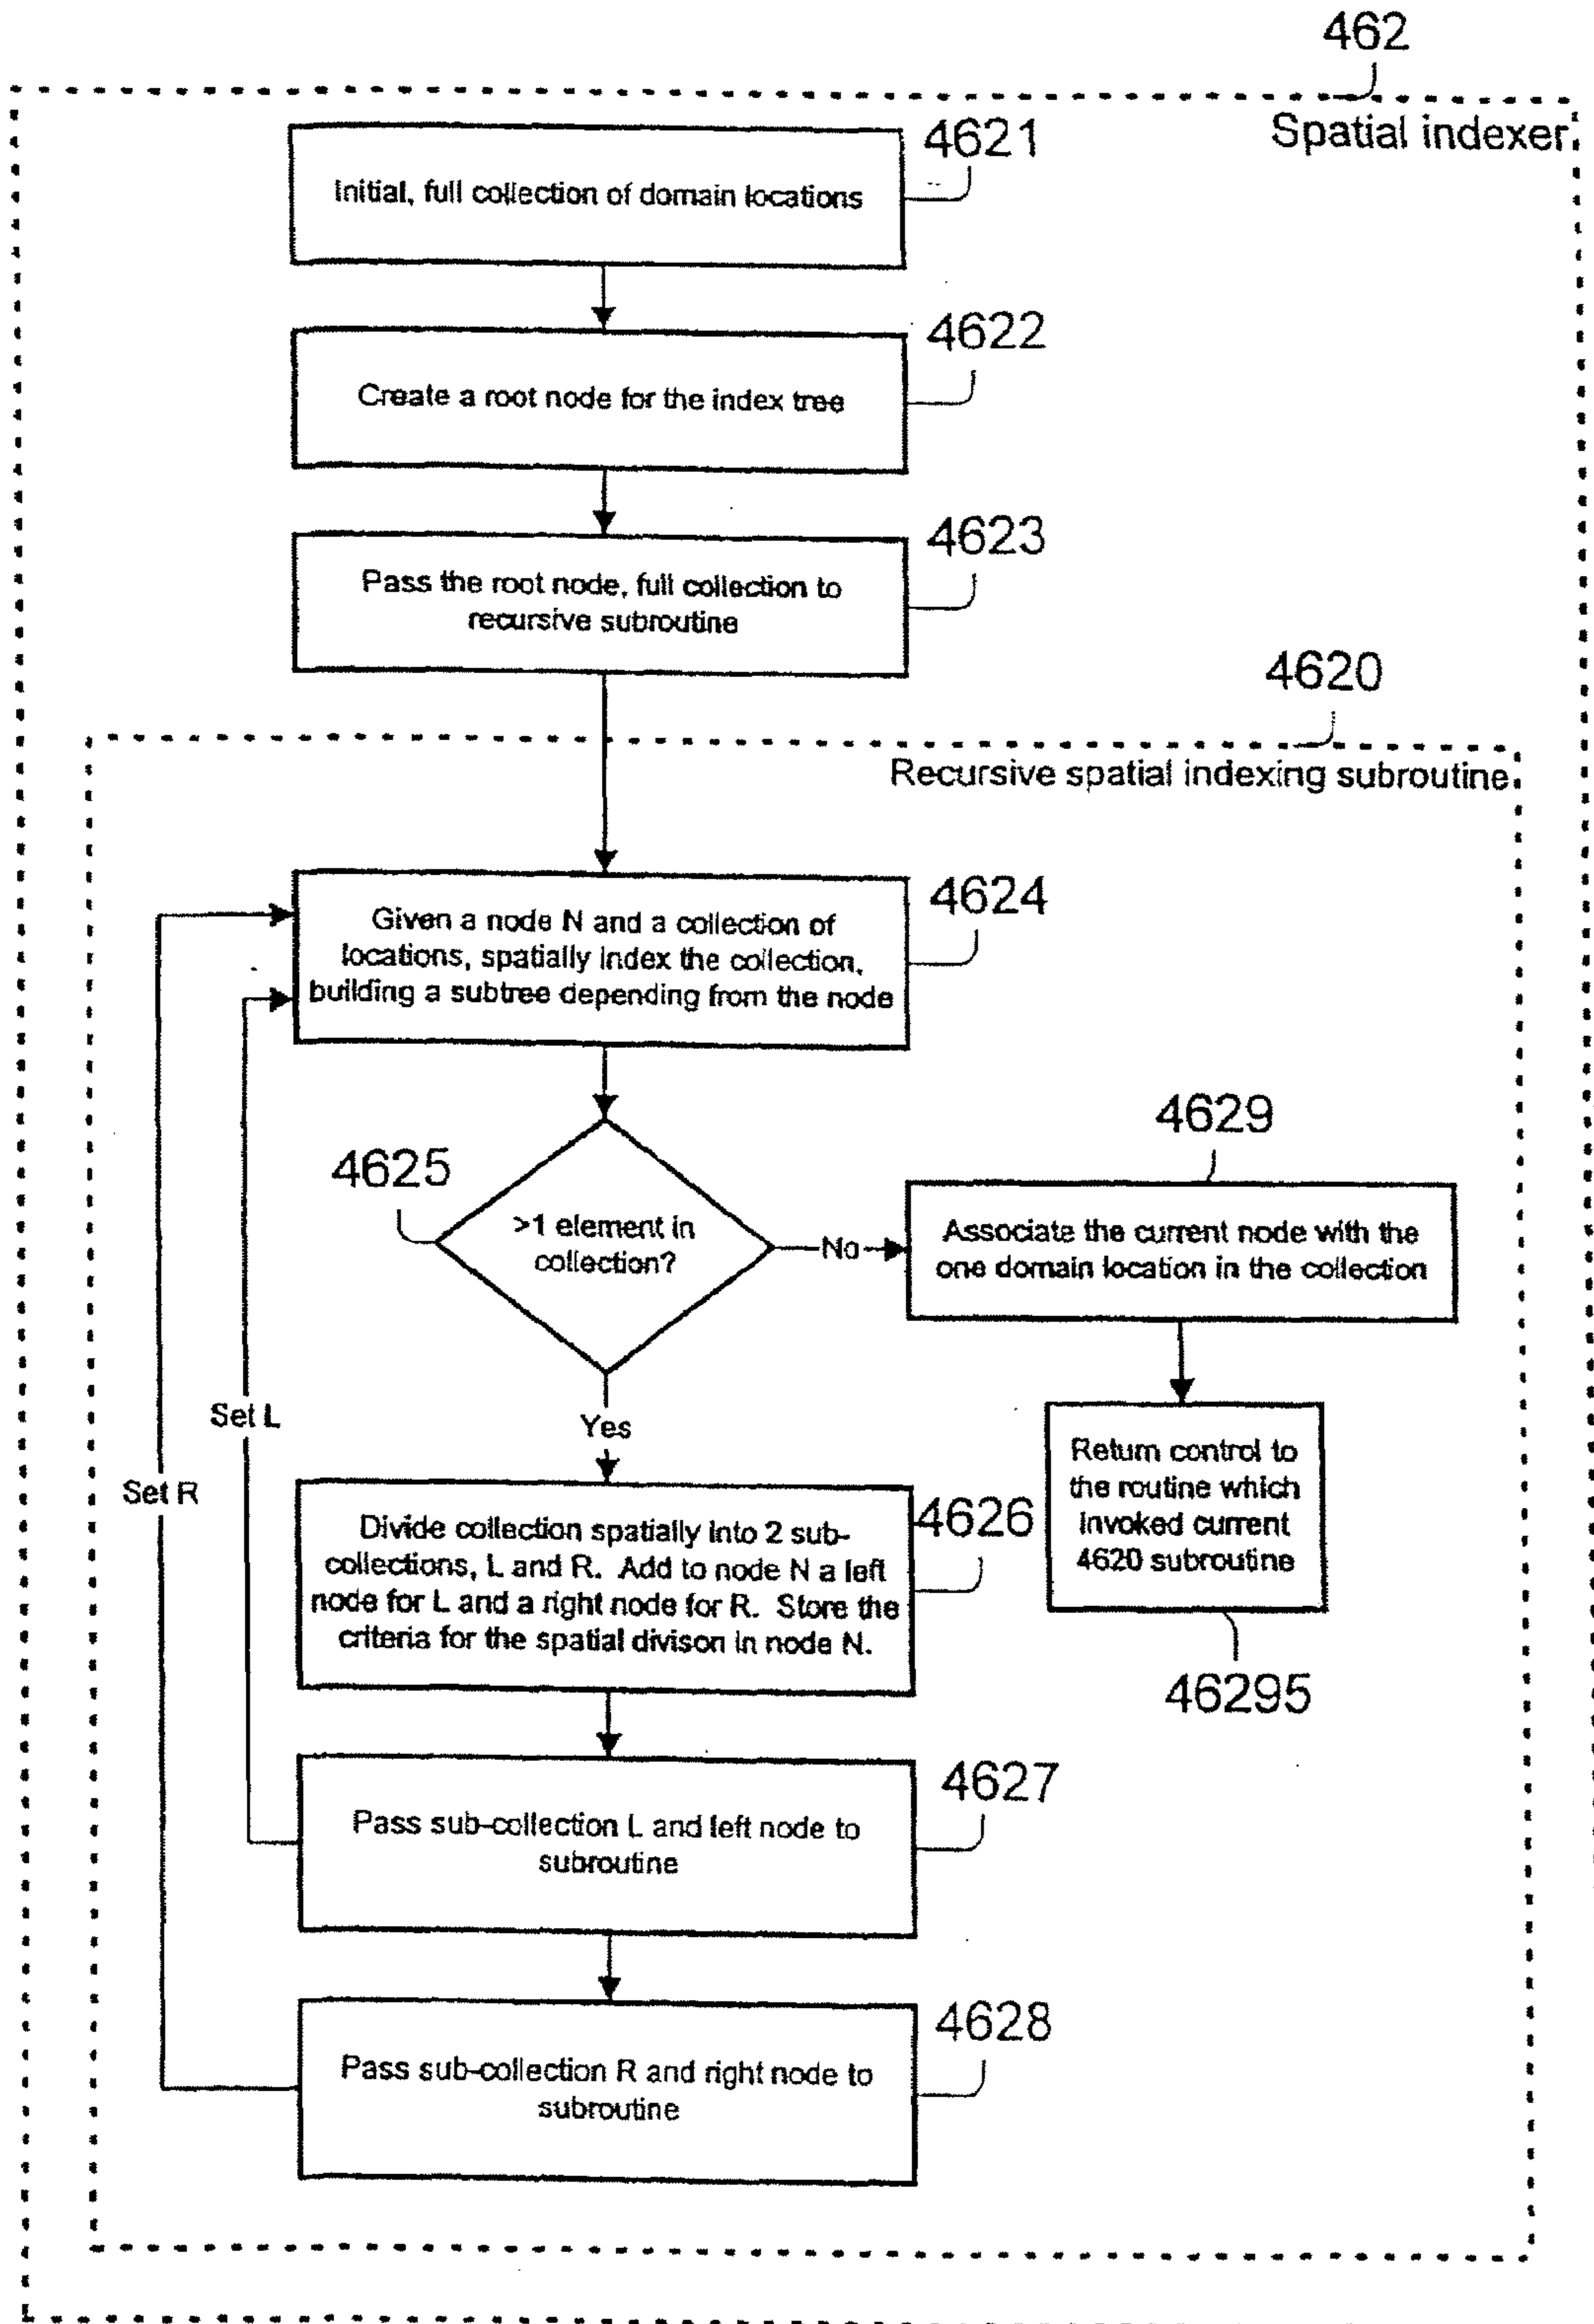 462
Spatial indexer
4621
Initial, full collection of domain locations
4622
Create a root node for the index tree
4623
Pass the root node, full collection to
recursive subroutine
4620
Recursive spatial indexing subroutine
4624
Given a node N and a collection of
locations, spatially index the collection,
building a subtree depending from the node
4625
>1 element in
collection?
No
4629
Associate the current node with the
one domain location in the collection
Yes
Set L
Set R
4626
Divide collection spatially into 2 sub-
collections, L and R. Add to node N a left
node for L and a right node for R. Store the
criteria for the spatial divison in node N.
Return control to
the routine which
invoked current
4620 subroutine
46295
4627
Pass sub-collection L and left node to
subroutine
4628
Pass sub-collection R and right node to
subroutine